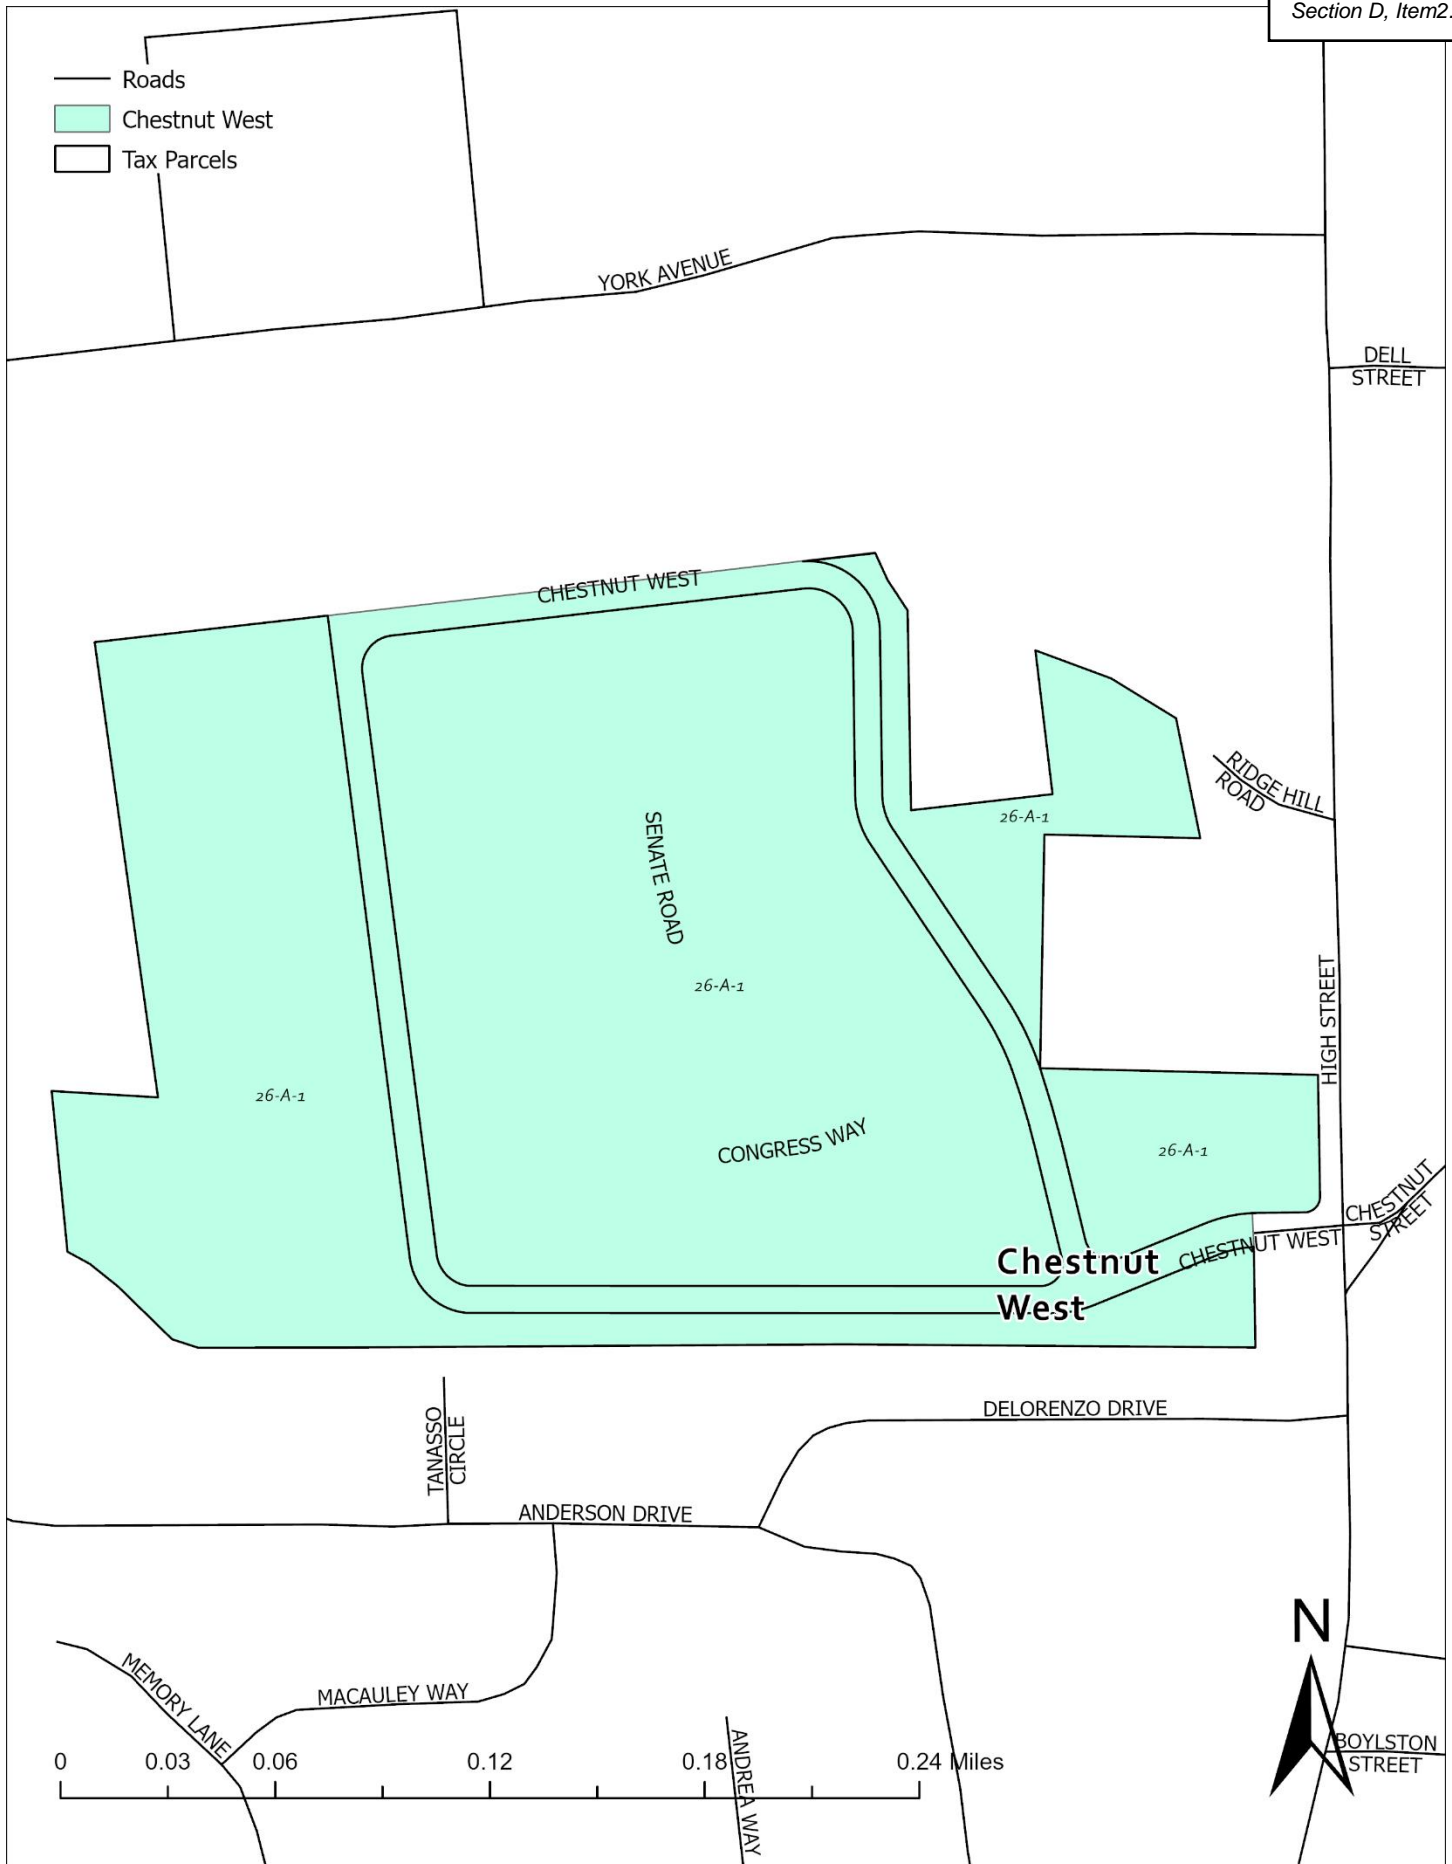 Section D, Item2.
Roads
Chestnut West
Tax Parcels
YORK AVENUE
DELL
STREET
CHESTNUT WEST
RIDGE HILL
ROAD
26-A-1
SENATE ROAD
26-A-1
HIGH STREET
26-A-1
CONGRESS WAY
26-A-1
CHESTNUT
STREET
CHESTNUT WEST
Chestnut
West
DELORENZO DRIVE
TANASSO
CIRCLE
ANDERSON DRIVE
N
MEMORY LANE
MACAULEY WAY
ANDREA WAY
BOYLSTON
STREET
0 0.03 0.06 0.12 0.18 0.24 Miles